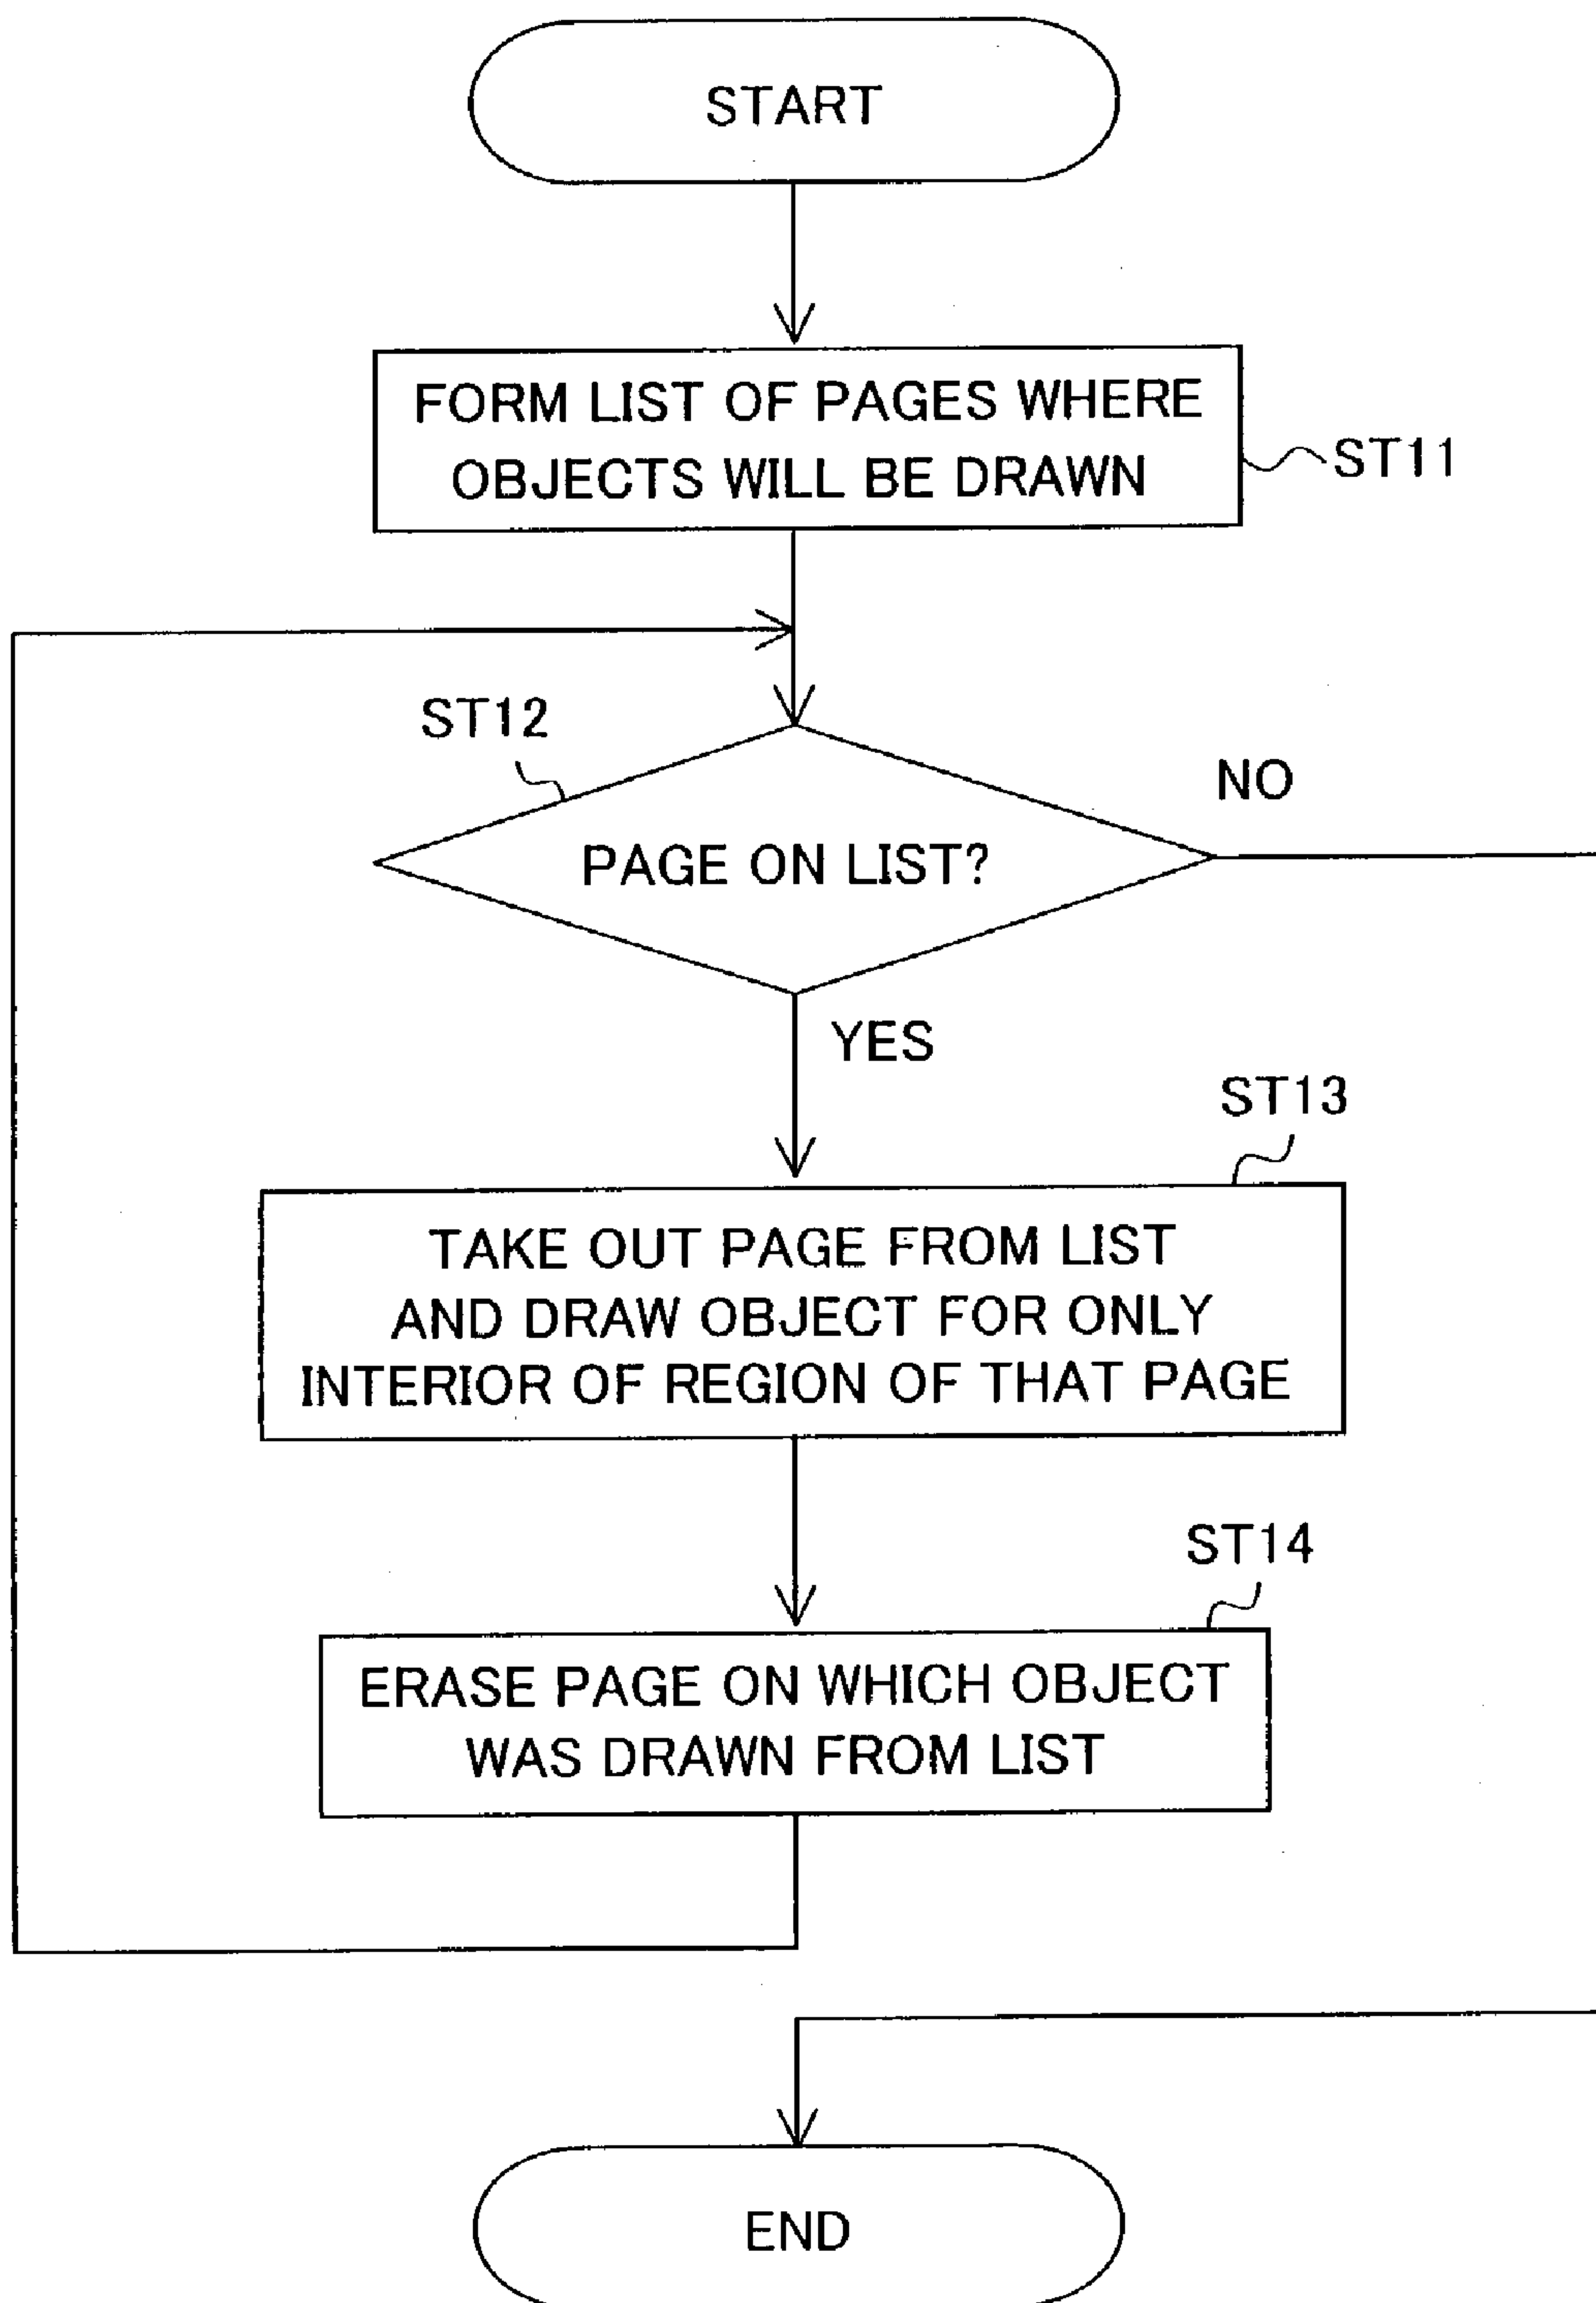 START
FORM LIST OF PAGES WHERE
OBJECTS WILL BE DRAWN
ST11
ST12
NO
PAGE ON LIST?
YES
ST13
TAKE OUT PAGE FROM LIST
AND DRAW OBJECT FOR ONLY
INTERIOR OF REGION OF THAT PAGE
ST14
ERASE PAGE ON WHICH OBJECT
WAS DRAWN FROM LIST
END